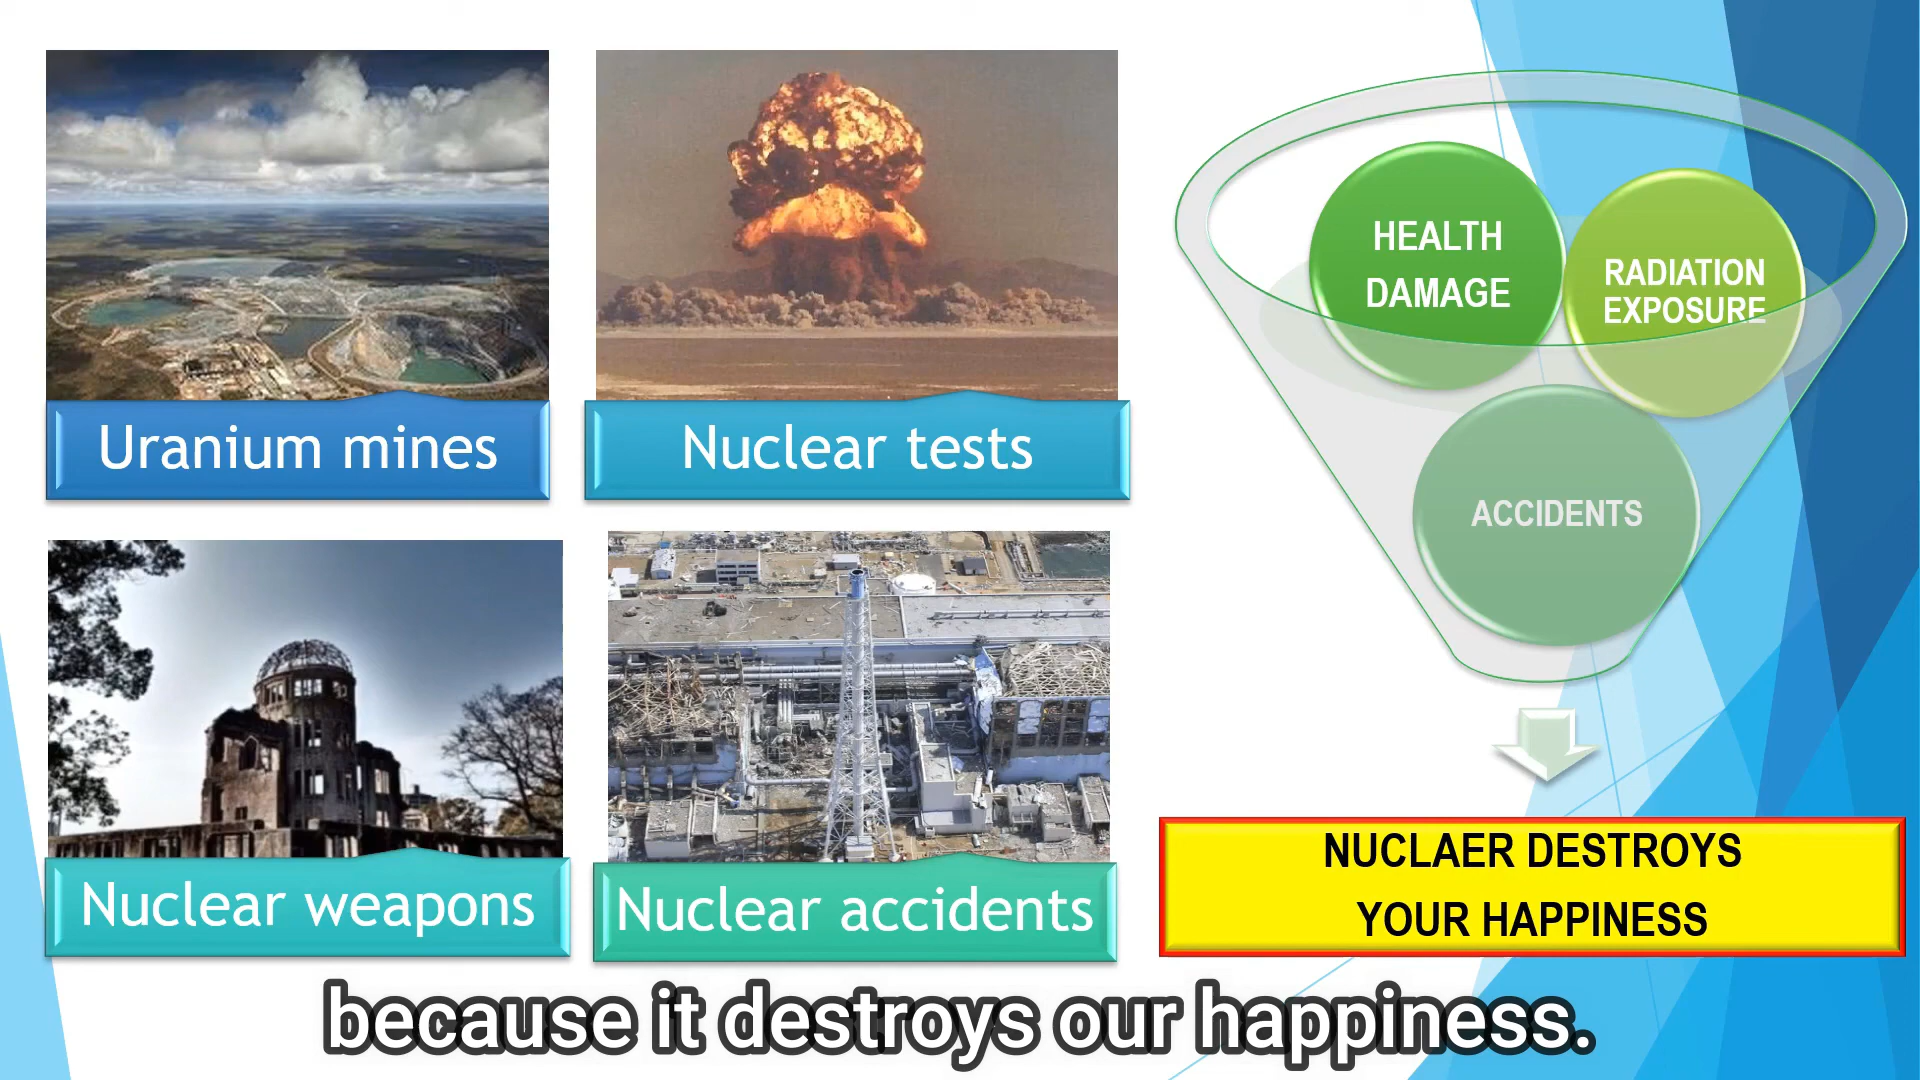 Uranium mines
Nuclear tests
HEALTH
DAMAGE
RADIATION
EXPOSURE
ACCIDENTS
Nuclear weapons
Nuclear accidents
NUCLAER DESTROYS
YOUR HAPPINESS
because it destroys our happiness.